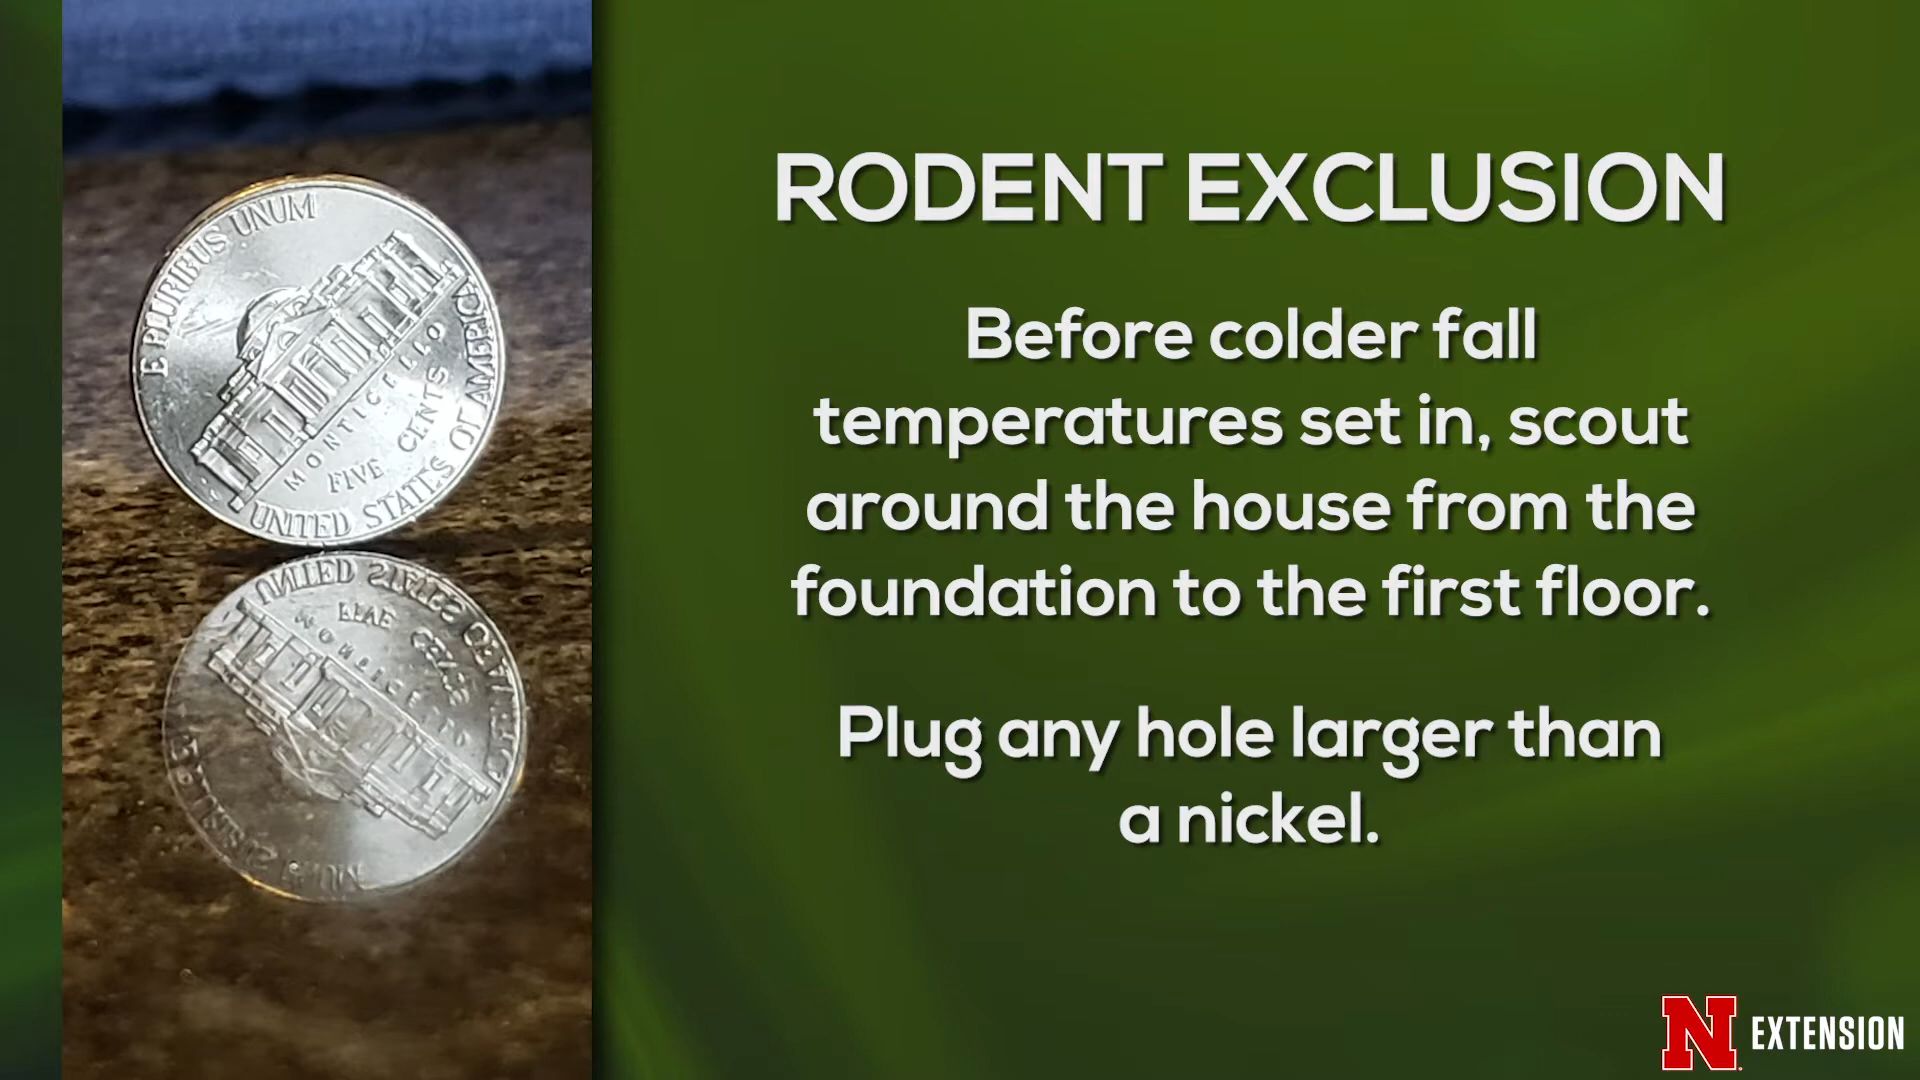 RODENT EXCLUSION
Before colder fall
temperatures set in, scout
around the house from the
foundation to the first floor.
Plug any hole larger than
a nickel.
E PLURIBUS UNUM
MONTICELLO
FIVE CENTS
UNITED STATES OF AMERICA
N EXTENSION